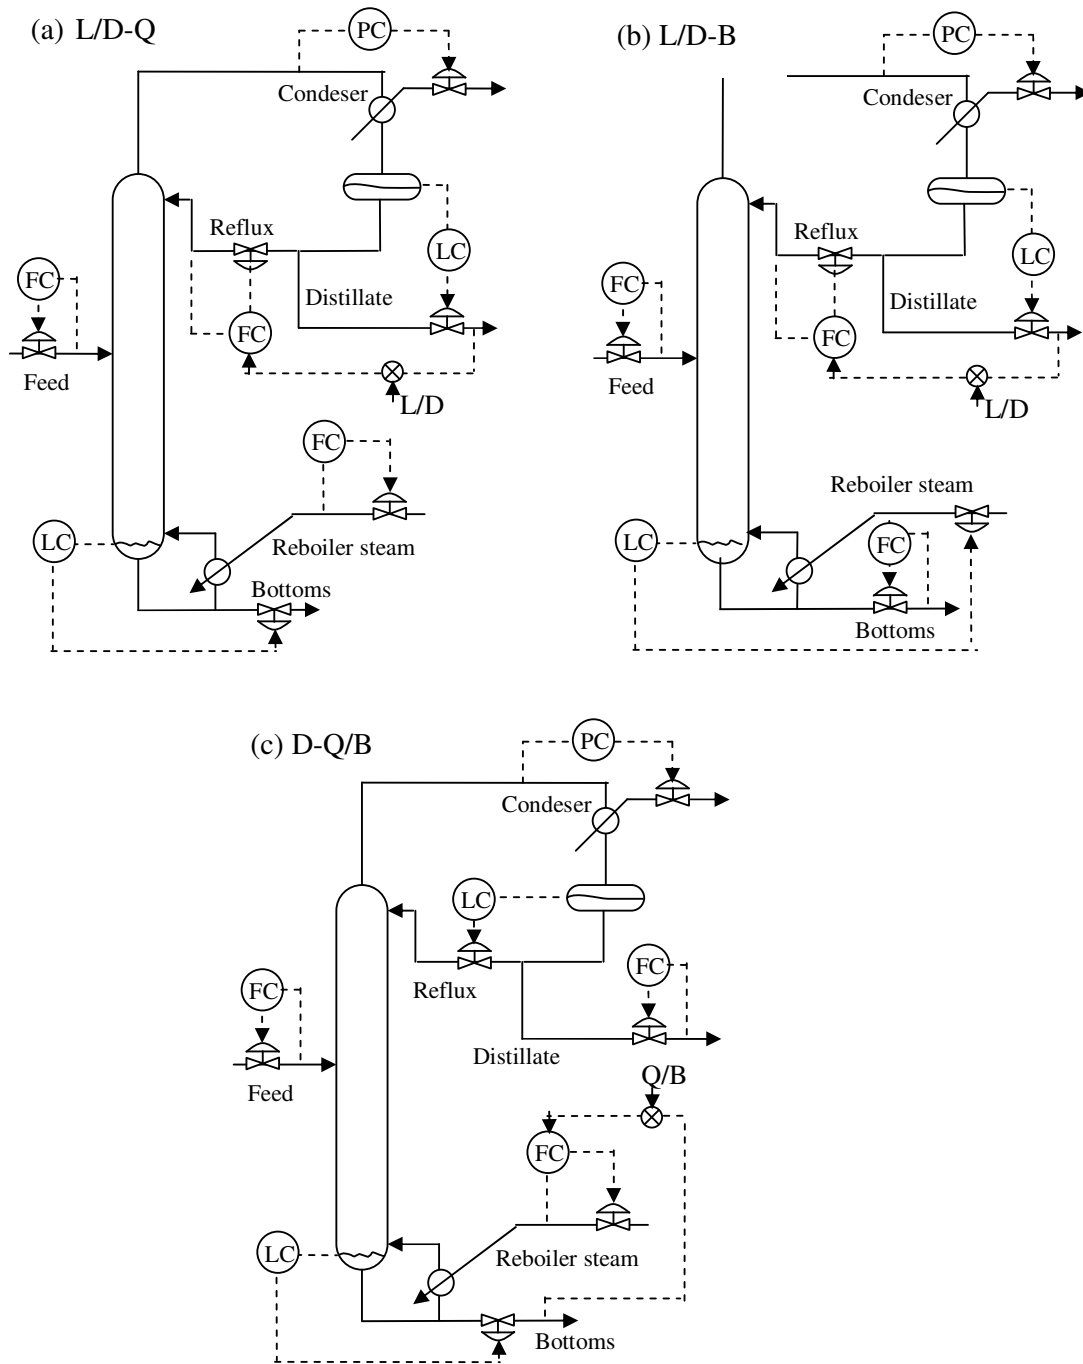 (a) L/D-Q
PC
Condeser
Reflux
LC
FC
Distillate
FC
Feed
L/D
FC
LC
Reboiler steam
Bottoms
(b) L/D-B
PC
Condeser
Reflux
LC
FC
Distillate
FC
Feed
L/D
Reboiler steam
LC
FC
Bottoms
(c) D-Q/B
PC
Condeser
LC
FC
FC
Reflux
Distillate
Feed
Q/B
FC
LC
Reboiler steam
Bottoms